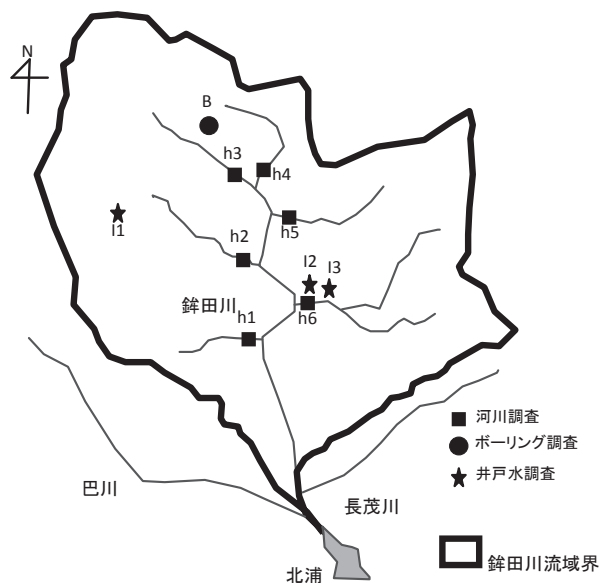 N
B
h3
h4
I1
h5
h2
I2
I3
鉾田川
h6
h1
河川調査
ボーリング調査
井戸水調査
巴川
長茂川
鉾田川流域界
北浦